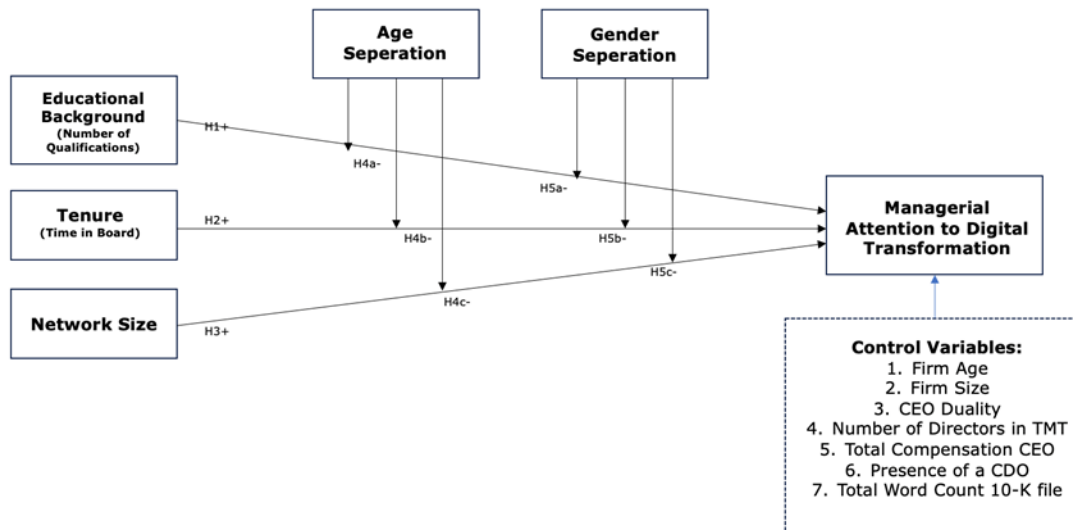 Age
Seperation
Gender
Seperation
Educational
Background
(Number of
Qualifications)
H1+
H4a-
H5a-
Tenure
(Time in Board)
H2+
H4b-
H5b-
Managerial
Attention to Digital
Transformation
Network Size
H3+
H4c-
H5c-
Control Variables:
1. Firm Age
2. Firm Size
3. CEO Duality
4. Number of Directors in TMT
5. Total Compensation CEO
6. Presence of a CDO
7. Total Word Count 10-K file